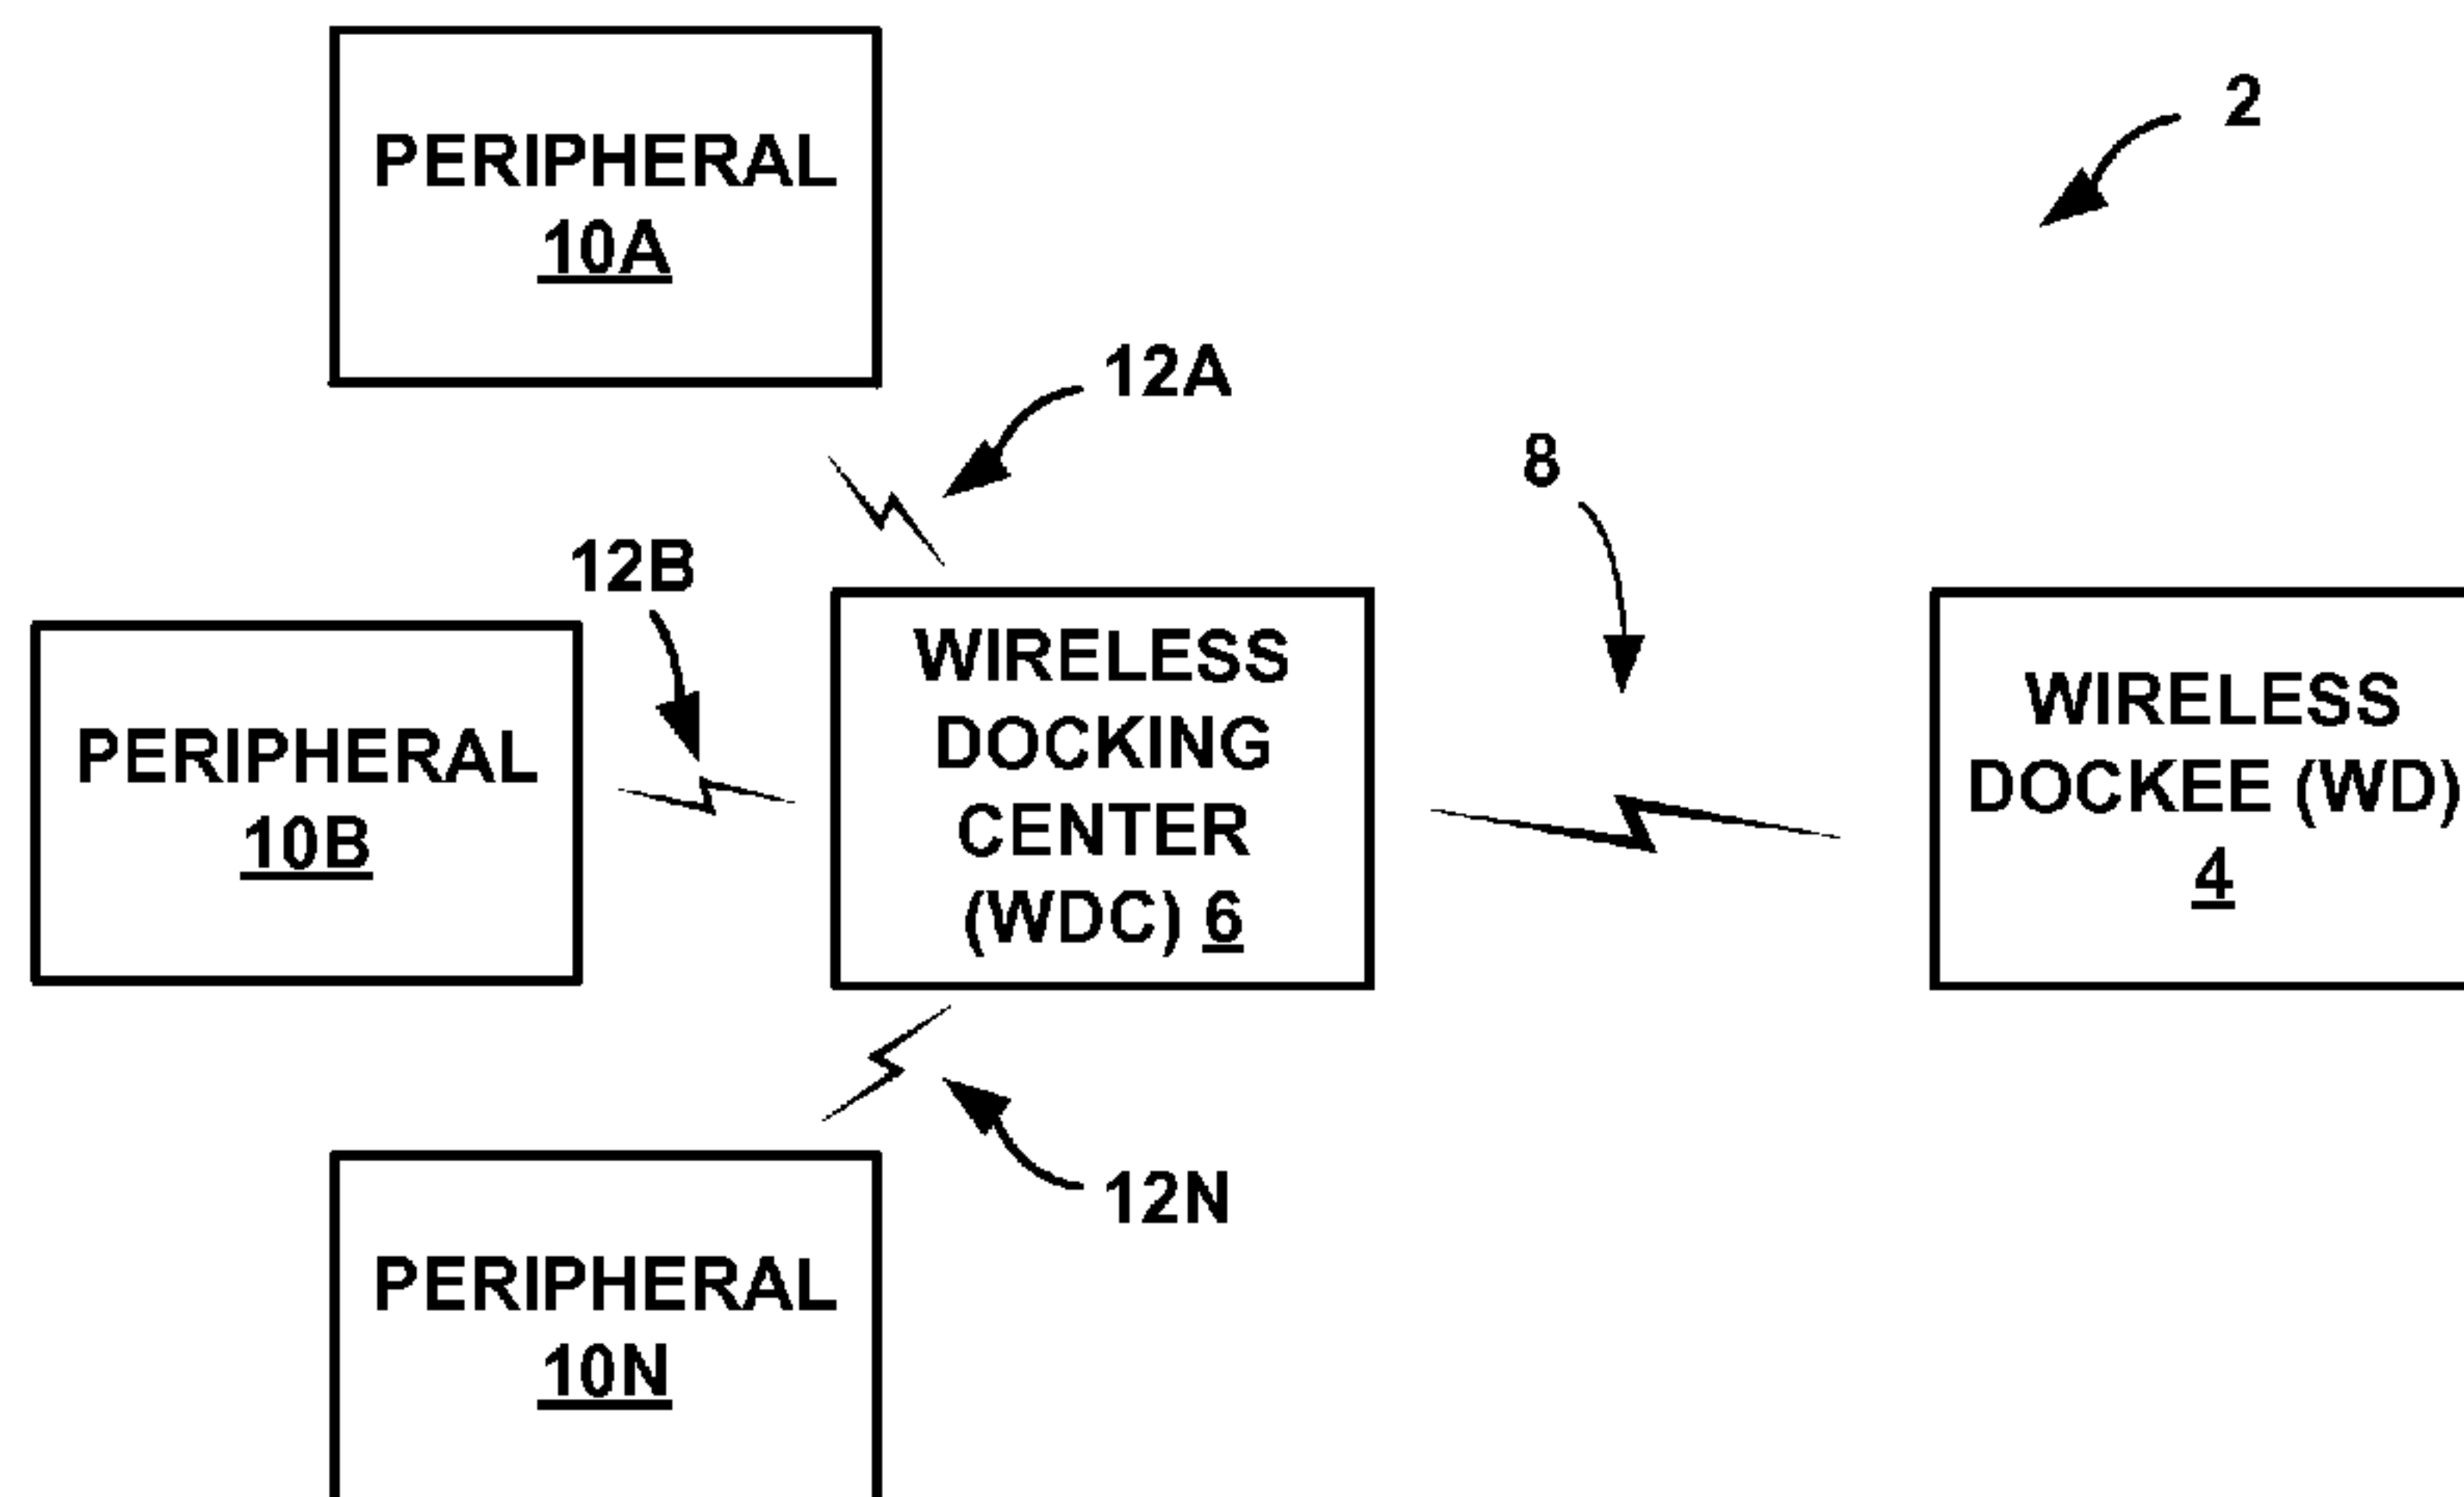 PERIPHERAL
10A
2
12A
8
12B
PERIPHERAL
10B
WIRELESS
DOCKING
CENTER
(WDC) 6
WIRELESS
DOCKEE (WD)
4
12N
PERIPHERAL
10N